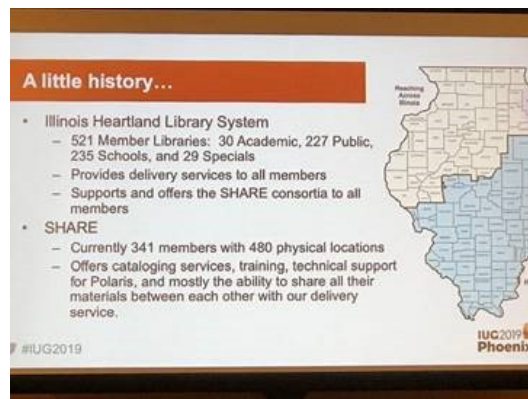 A little history…
• Illinois Heartland Library System
– 521 Member Libraries: 30 Academic, 227 Public,
235 Schools, and 29 Specials
– Provides delivery services to all members
– Supports and offers the SHARE consortia to all
members
• SHARE
– Currently 341 members with 480 physical locations
– Offers cataloging services, training, technical support
for Polaris, and mostly the ability to share all their
materials between each other with our delivery
service.
Reaching
Across
Illinois
#IUG2019
IUG2019
Phoenix